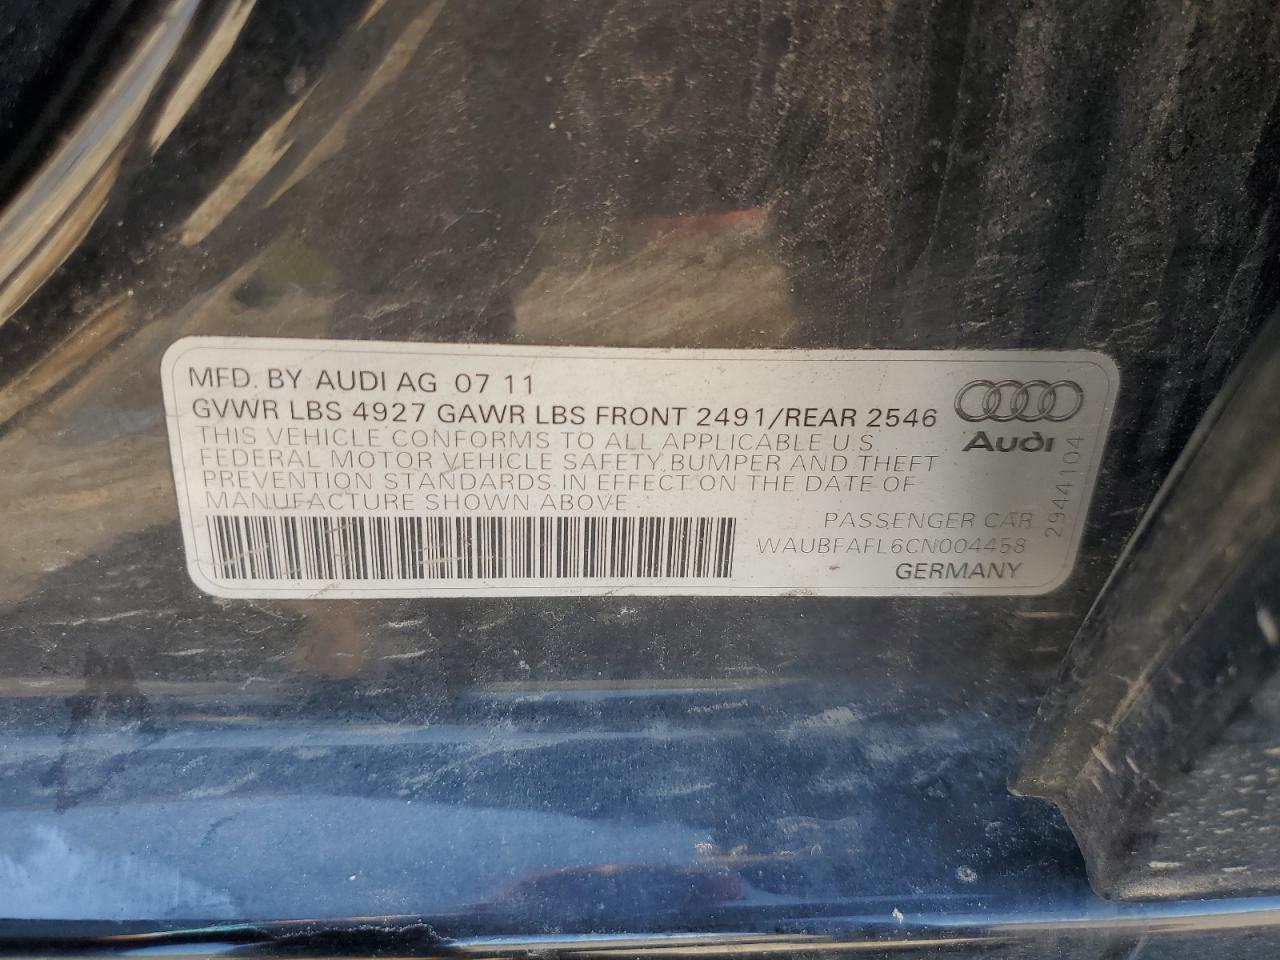 MFD. BY AUDI AG 07 11
GVWR LBS 4927 GAWR LBS FRONT 2491/REAR 2546
THIS VEHICLE CONFORMS TO ALL APPLICABLE U.S.
FEDERAL MOTOR VEHICLE SAFETY, BUMPER AND THEFT
PREVENTION STANDARDS IN EFFECT ON THE DATE OF
MANUFACTURE SHOWN ABOVE
Audi
PASSENGER CAR
WAUBFAFL6CN004458
GERMANY
2944104